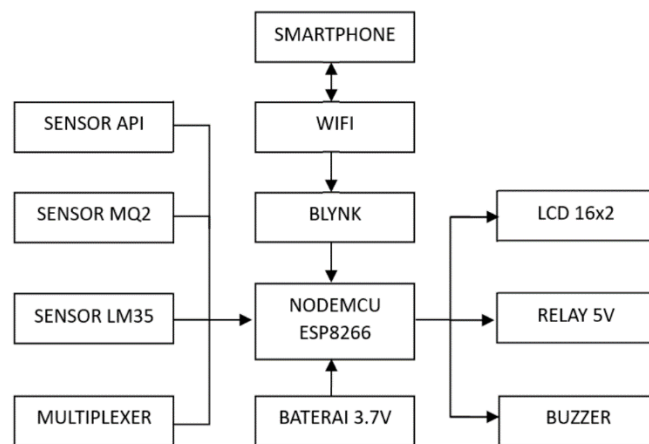 SMARTPHONE
SENSOR API
WIFI
SENSOR MQ2
BLYNK
LCD 16x2
SENSOR LM35
NODEMCU
ESP8266
RELAY 5V
MULTIPLEXER
BATERAI 3.7V
BUZZER